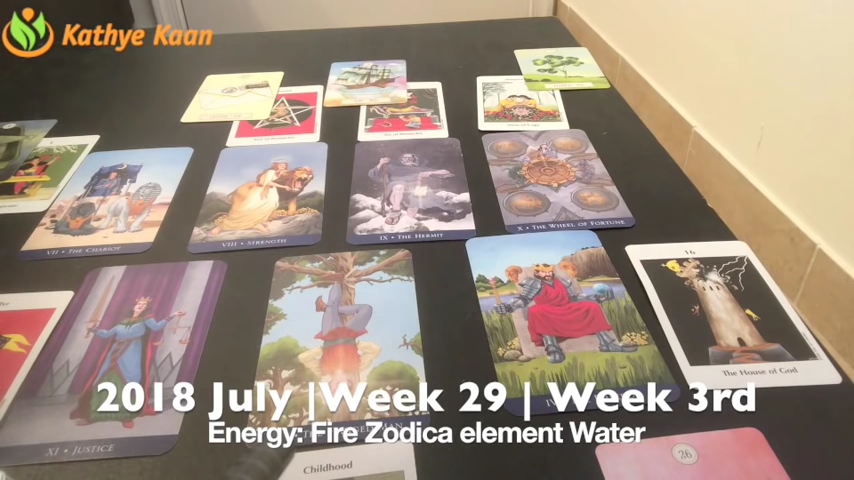 Kathye Kaan
VII • The Chariot
VIII • Strength
IX • The Hermit
X • The Wheel of Fortune
16
The House of God
2018 July |Week 29 | Week 3rd
Energy: Fire Zodica element Water
XI • Justice
Childhood
26